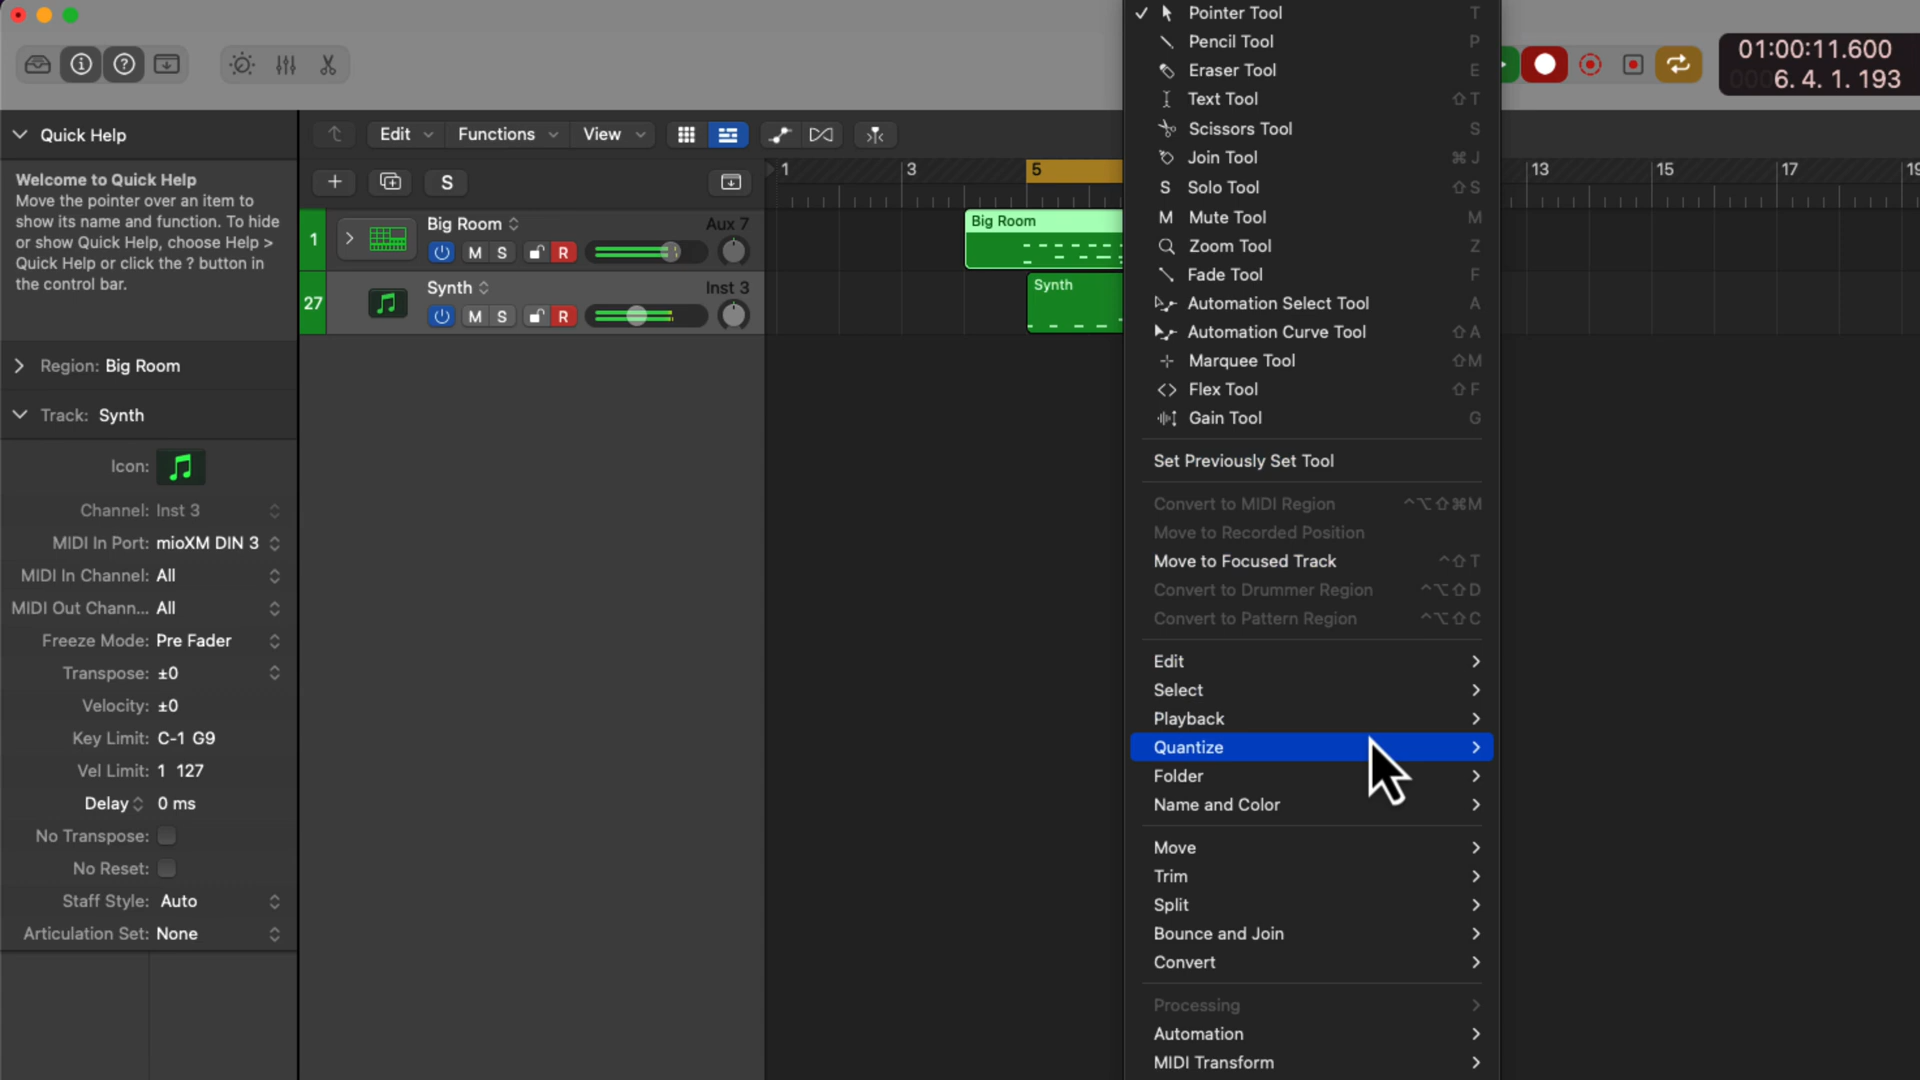 01:00:11.600
0006. 4. 1. 193
Quick Help
Welcome to Quick Help
Move the pointer over an item to
show its name and function. To hide
or show Quick Help, choose Help >
Quick Help or click the ? button in
the control bar.
Region: Big Room
Track: Synth
Icon:
Channel: Inst 3
MIDI In Port: mioXM DIN 3
MIDI In Channel: All
MIDI Out Chann... All
Freeze Mode: Pre Fader
Transpose: ±0
Velocity: ±0
Key Limit: C-1 G9
Vel Limit: 1 127
Delay 0 ms
No Transpose:
No Reset:
Staff Style: Auto
Articulation Set: None
Edit Functions View
S
1 3 5 13 15 17 19
1
Big Room
Aux 7
M S R
27
Synth
Inst 3
M S R
Big Room
Synth
Pointer Tool T
Pencil Tool P
Eraser Tool E
Text Tool ⇧T
Scissors Tool S
Join Tool ⌘J
S Solo Tool ⇧S
M Mute Tool M
Zoom Tool Z
Fade Tool F
Automation Select Tool A
Automation Curve Tool ⇧A
Marquee Tool ⇧M
Flex Tool ⇧F
Gain Tool G
Set Previously Set Tool
Convert to MIDI Region ^⌥⇧⌘M
Move to Recorded Position
Move to Focused Track ^⇧T
Convert to Drummer Region ^⌥⇧D
Convert to Pattern Region ^⌥⇧C
Edit
Select
Playback
Quantize
Folder
Name and Color
Move
Trim
Split
Bounce and Join
Convert
Processing
Automation
MIDI Transform